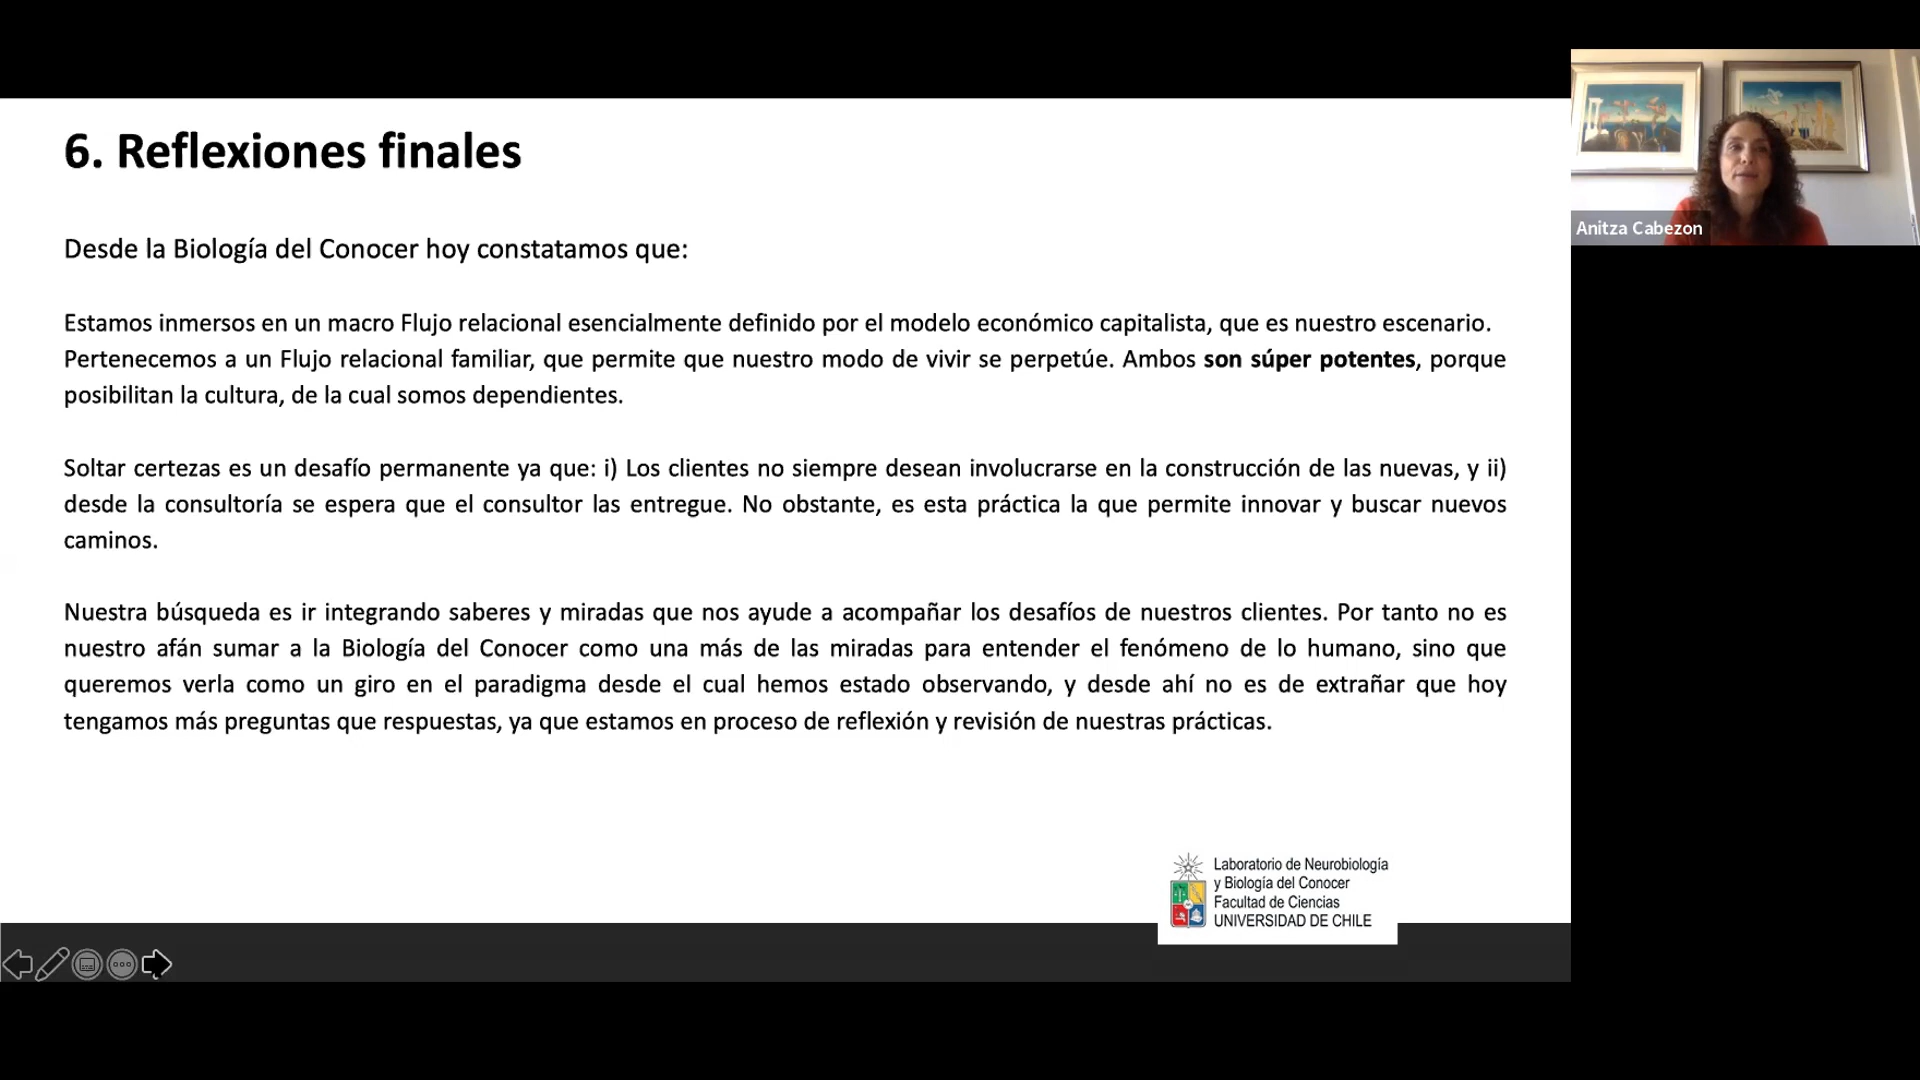 6. Reflexiones finales
Desde la Biología del Conocer hoy constatamos que:
Estamos inmersos en un macro Flujo relacional esencialmente definido por el modelo económico capitalista, que es nuestro escenario.
Pertenecemos a un Flujo relacional familiar, que permite que nuestro modo de vivir se perpetúe. Ambos son súper potentes, porque
posibilitan la cultura, de la cual somos dependientes.
Soltar certezas es un desafío permanente ya que: i) Los clientes no siempre desean involucrarse en la construcción de las nuevas, y ii)
desde la consultoría se espera que el consultor las entregue. No obstante, es esta práctica la que permite innovar y buscar nuevos
caminos.
Nuestra búsqueda es ir integrando saberes y miradas que nos ayude a acompañar los desafíos de nuestros clientes. Por tanto no es
nuestro afán sumar a la Biología del Conocer como una más de las miradas para entender el fenómeno de lo humano, sino que
queremos verla como un giro en el paradigma desde el cual hemos estado observando, y desde ahí no es de extrañar que hoy
tengamos más preguntas que respuestas, ya que estamos en proceso de reflexión y revisión de nuestras prácticas.
Laboratorio de Neurobiología
y Biología del Conocer
Facultad de Ciencias
UNIVERSIDAD DE CHILE
Anitza Cabezon